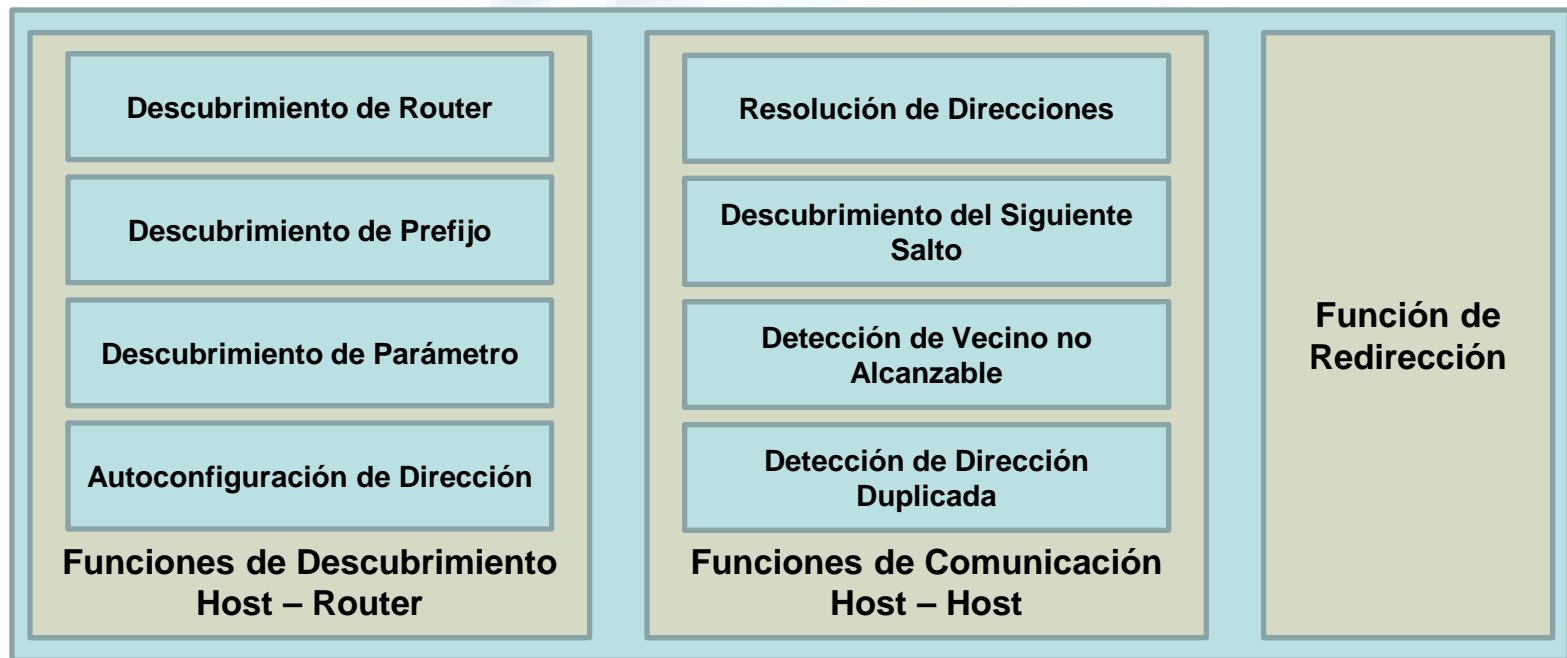 Descubrimiento de Router
Descubrimiento de Prefijo
Descubrimiento de Parámetro
Autoconfiguración de Dirección
Funciones de Descubrimiento
Host – Router
Resolución de Direcciones
Descubrimiento del Siguiente
Salto
Detección de Vecino no
Alcanzable
Detección de Dirección
Duplicada
Funciones de Comunicación
Host – Host
Función de
Redirección